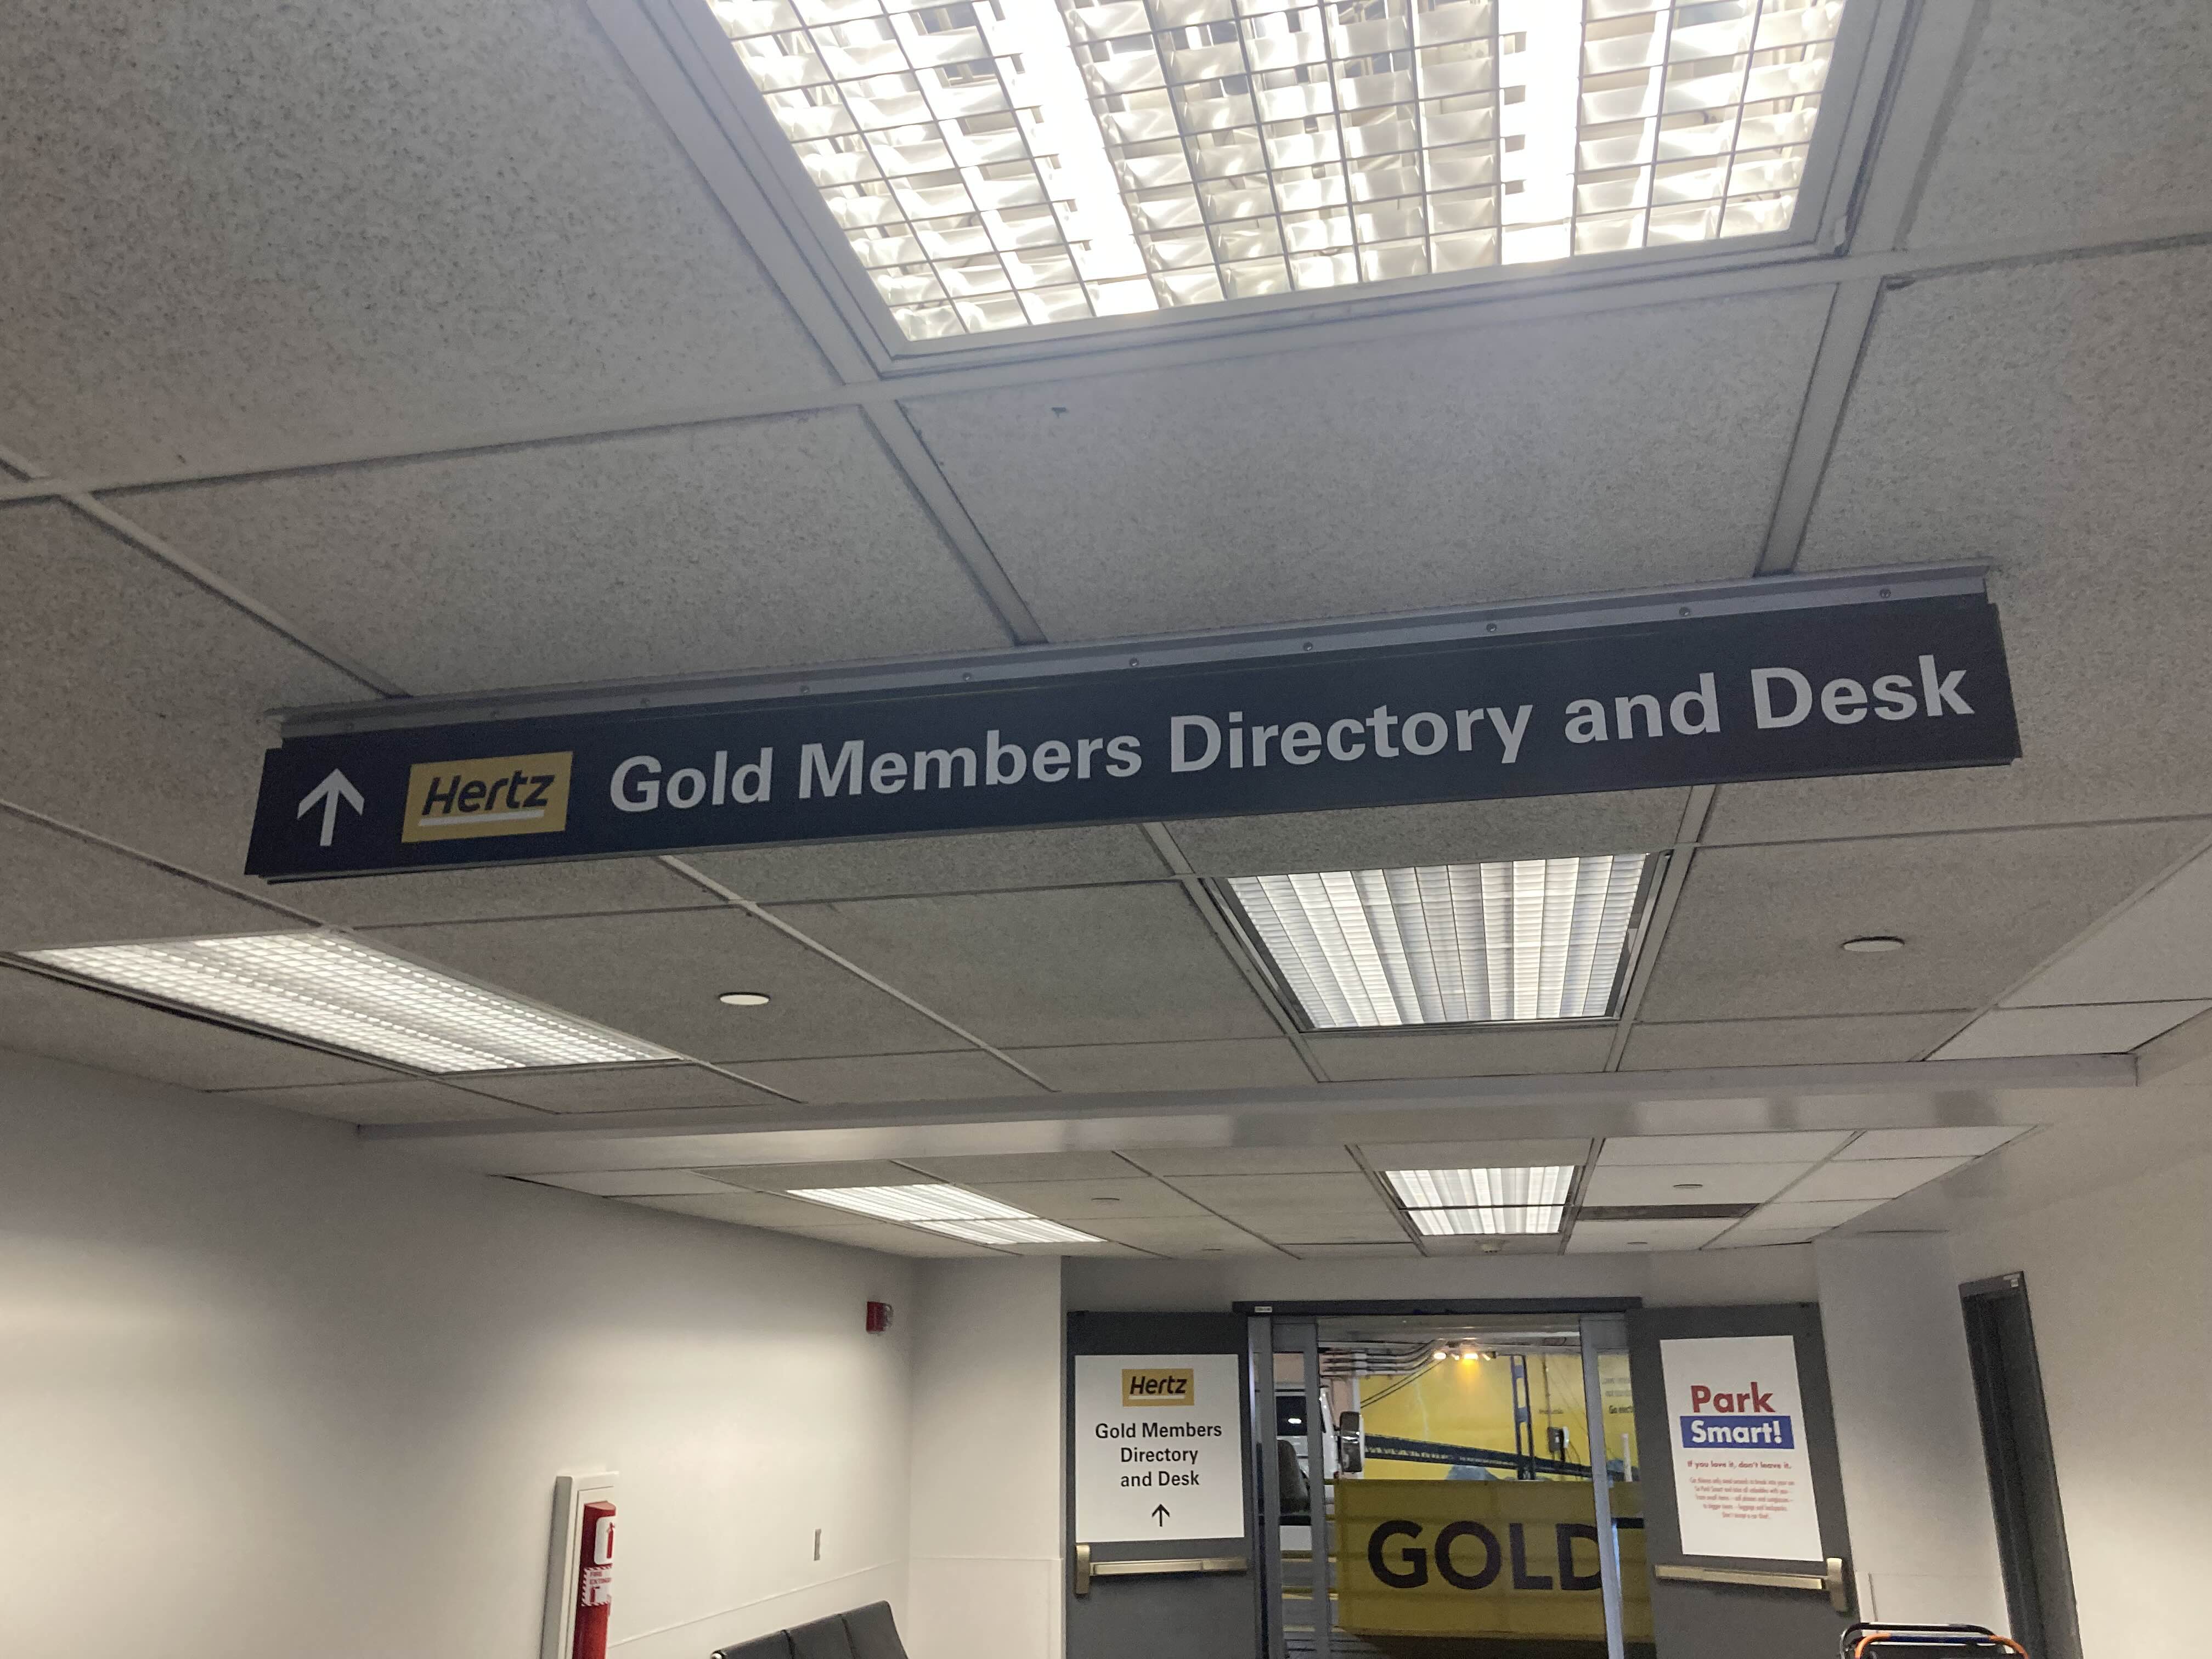 ↑ Hertz Gold Members Directory and Desk
Hertz
Gold Members
Directory
and Desk
↑
GOLD
Park
Smart!
If you love it, don't leave it.
FIRE